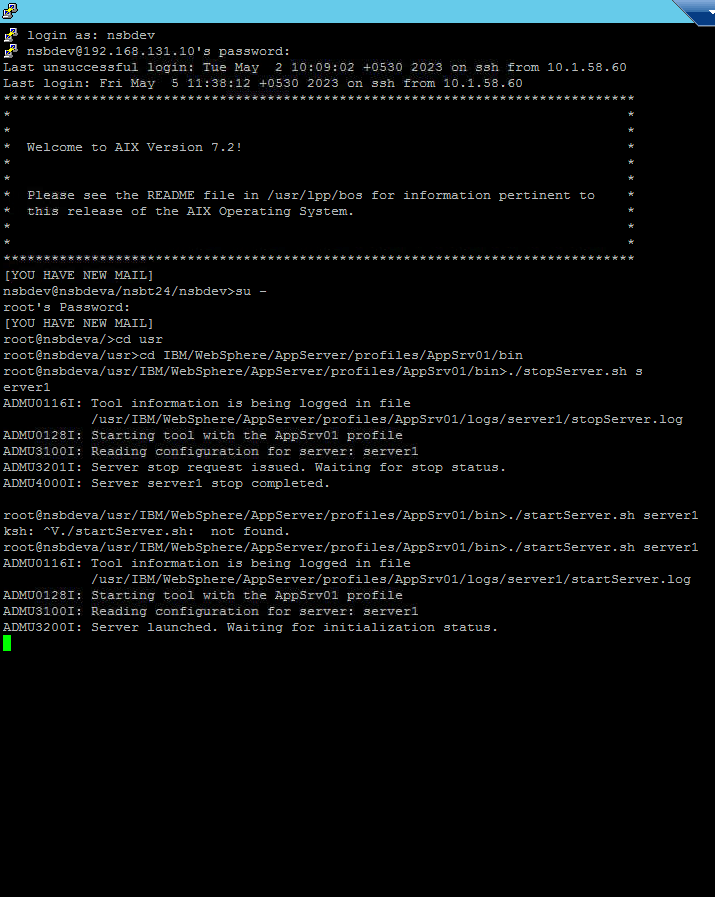 login as: nsbdev
nsbdev@192.168.131.10's password:
Last unsuccessful login: Tue May  2 10:09:02 +0530 2023 on ssh from 10.1.58.60
Last login: Fri May  5 11:38:12 +0530 2023 on ssh from 10.1.58.60
*******************************************************************************
*                                                                             *
*                                                                             *
*  Welcome to AIX Version 7.2!                                                *
*                                                                             *
*                                                                             *
*  Please see the README file in /usr/lpp/bos for information pertinent to    *
*  this release of the AIX Operating System.                                  *
*                                                                             *
*                                                                             *
*******************************************************************************
[YOU HAVE NEW MAIL]
nsbdev@nsbdeva/nsbt24/nsbdev>su -
root's Password:
[YOU HAVE NEW MAIL]
root@nsbdeva/>cd usr
root@nsbdeva/usr>cd IBM/WebSphere/AppServer/profiles/AppSrv01/bin
root@nsbdeva/usr/IBM/WebSphere/AppServer/profiles/AppSrv01/bin>./stopServer.sh s
erver1
ADMU0116I: Tool information is being logged in file
           /usr/IBM/WebSphere/AppServer/profiles/AppSrv01/logs/server1/stopServer.log
ADMU0128I: Starting tool with the AppSrv01 profile
ADMU3100I: Reading configuration for server: server1
ADMU3201I: Server stop request issued. Waiting for stop status.
ADMU4000I: Server server1 stop completed.
root@nsbdeva/usr/IBM/WebSphere/AppServer/profiles/AppSrv01/bin>./startServer.sh server1
ksh: ^V./startServer.sh:  not found.
root@nsbdeva/usr/IBM/WebSphere/AppServer/profiles/AppSrv01/bin>./startServer.sh server1
ADMU0116I: Tool information is being logged in file
           /usr/IBM/WebSphere/AppServer/profiles/AppSrv01/logs/server1/startServer.log
ADMU0128I: Starting tool with the AppSrv01 profile
ADMU3100I: Reading configuration for server: server1
ADMU3200I: Server launched. Waiting for initialization status.